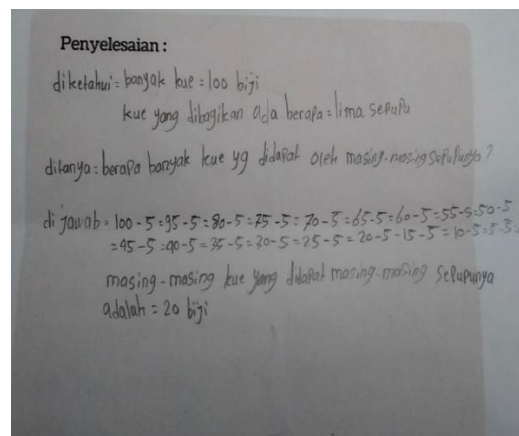 Penyelesaian :
diketahui = banyak kue = 100 biji
kue yang dibagikan ada berapa = lima sepupu
ditanya = berapa banyak kue yg didapat oleh masing-masing sepupunya ?
di jawab = 100 - 5 = 95 - 5 = 80 - 5 = 75 - 5 = 70 - 5 = 65 - 5 = 60 - 5 = 55 - 5 = 50 - 5
= 45 - 5 = 40 - 5 = 35 - 5 = 30 - 5 = 25 - 5 = 20 - 5 - 15 - 5 = 10 - 5 = 5 - 5
masing - masing kue yang didapat masing-masing sepupunya
adalah = 20 biji